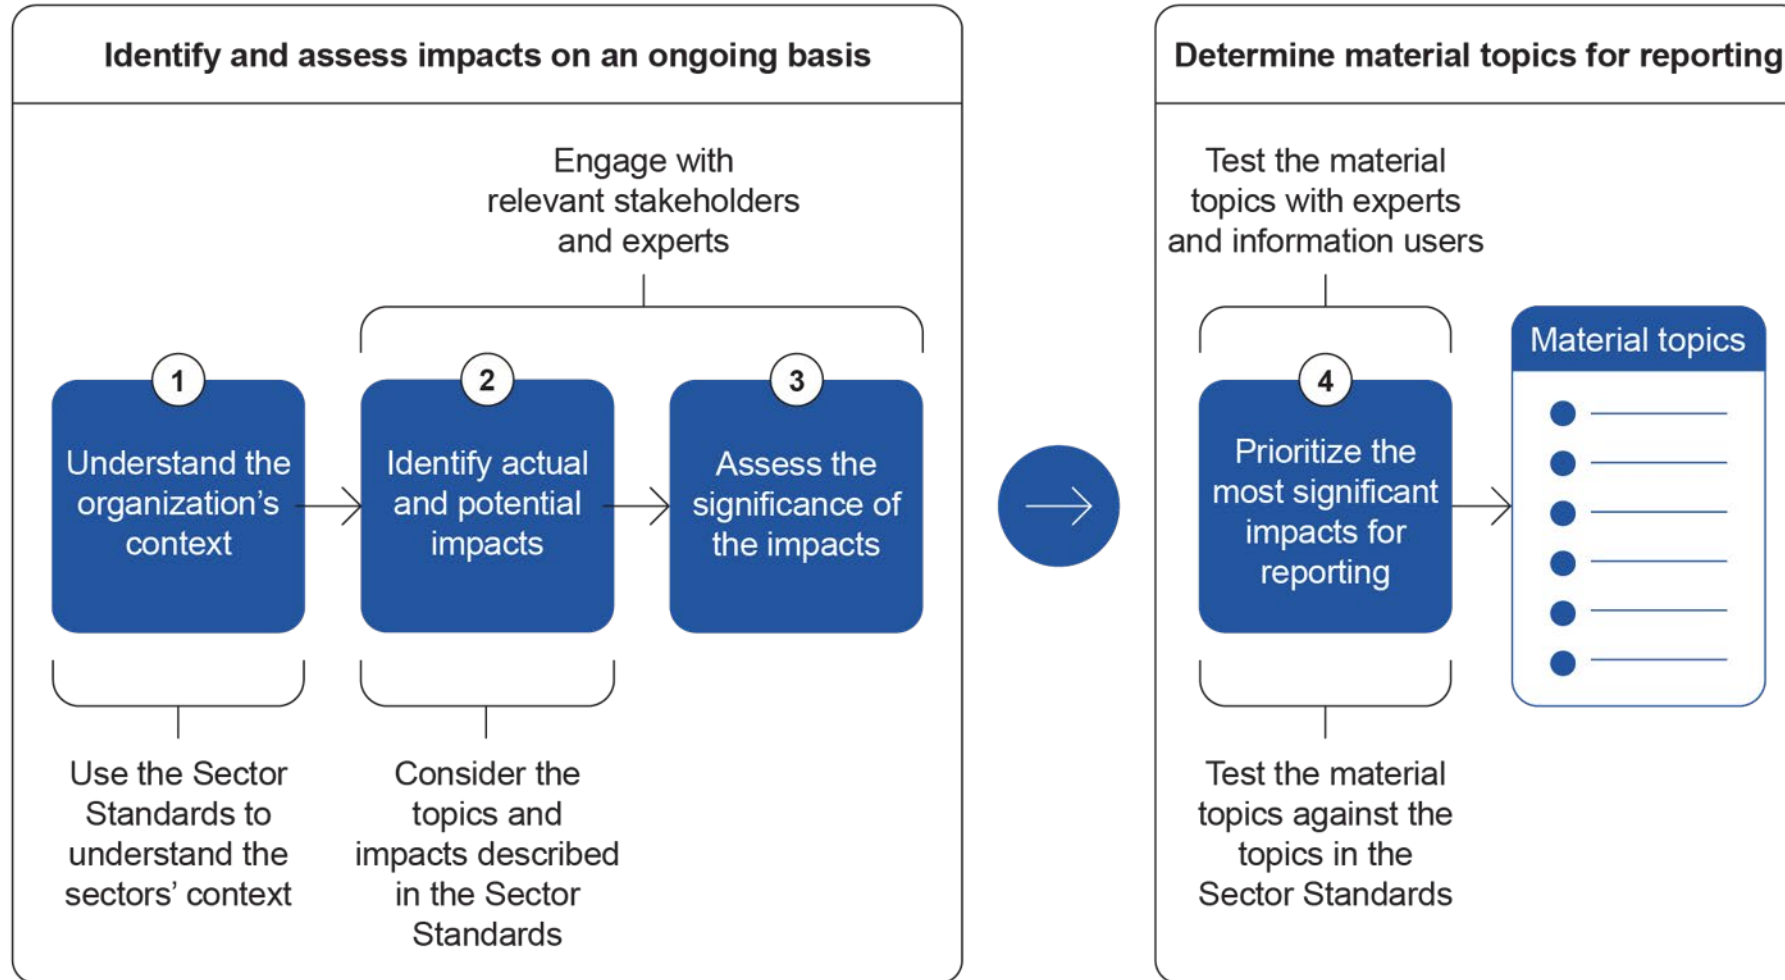 Identify and assess impacts on an ongoing basis
Engage with
relevant stakeholders
and experts
1
Understand the
organization’s
context
2
Identify actual
and potential
impacts
3
Assess the
significance of
the impacts
Use the Sector
Standards to
understand the
sectors’ context
Consider the
topics and
impacts described
in the Sector
Standards
Determine material topics for reporting
Test the material
topics with experts
and information users
4
Prioritize the
most significant
impacts for
reporting
Material topics
Test the material
topics against the
topics in the
Sector Standards